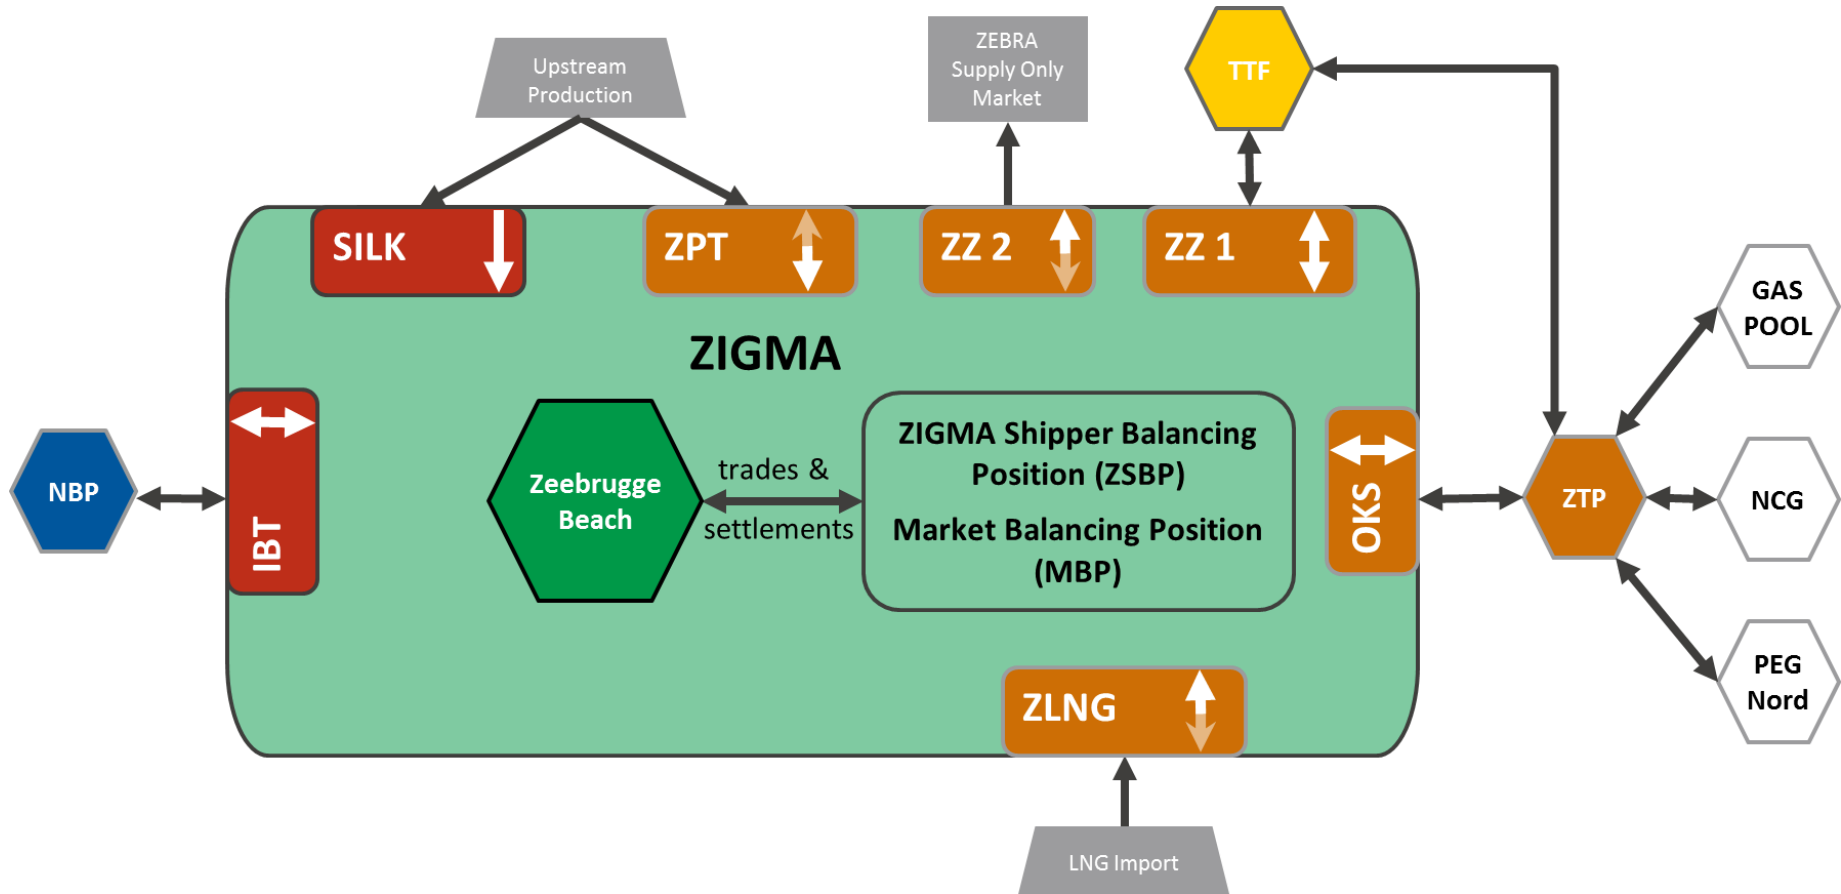 Upstream
Production
ZEBRA
Supply Only
Market
TTF
SILK
ZPT
ZZ 2
ZZ 1
ZIGMA
GAS
POOL
NBP
IBT
Zeebrugge
Beach
trades &
settlements
ZIGMA Shipper Balancing
Position (ZSBP)
Market Balancing Position
(MBP)
OKS
ZTP
NCG
PEG
Nord
ZLNG
LNG Import